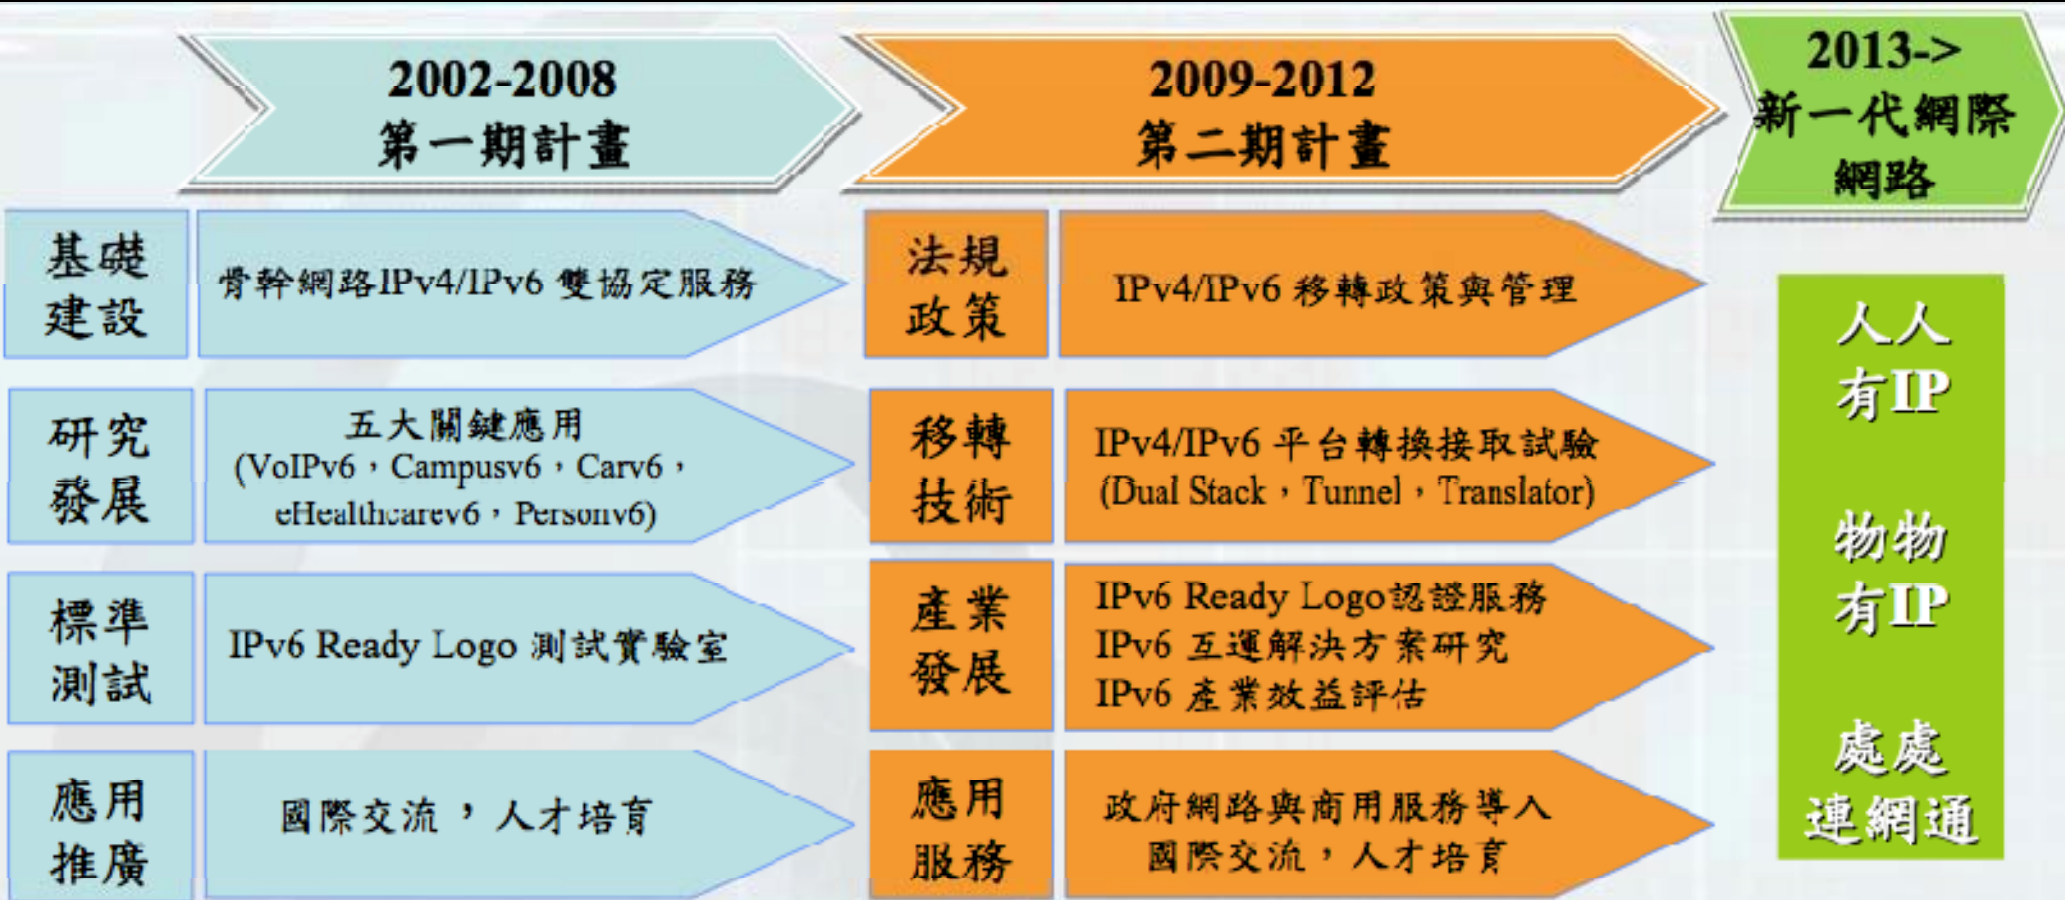 2002-2008
第一期計畫
2009-2012
第二期計畫
2013->
新一代網際
網路
基礎
建設
骨幹網路IPv4/IPv6 雙協定服務
法規
政策
IPv4/IPv6 移轉政策與管理
研究
發展
五大關鍵應用
(VoIPv6，Campusv6，Carv6，
eHealthcarev6，Personv6)
移轉
技術
IPv4/IPv6 平台轉換接取試驗
(Dual Stack，Tunnel，Translator)
標準
測試
IPv6 Ready Logo 測試實驗室
產業
發展
IPv6 Ready Logo認證服務
IPv6 互運解決方案研究
IPv6 產業效益評估
應用
推廣
國際交流，人才培育
應用
服務
政府網路與商用服務導入
國際交流，人才培育
人人
有IP
物物
有IP
處處
連網通